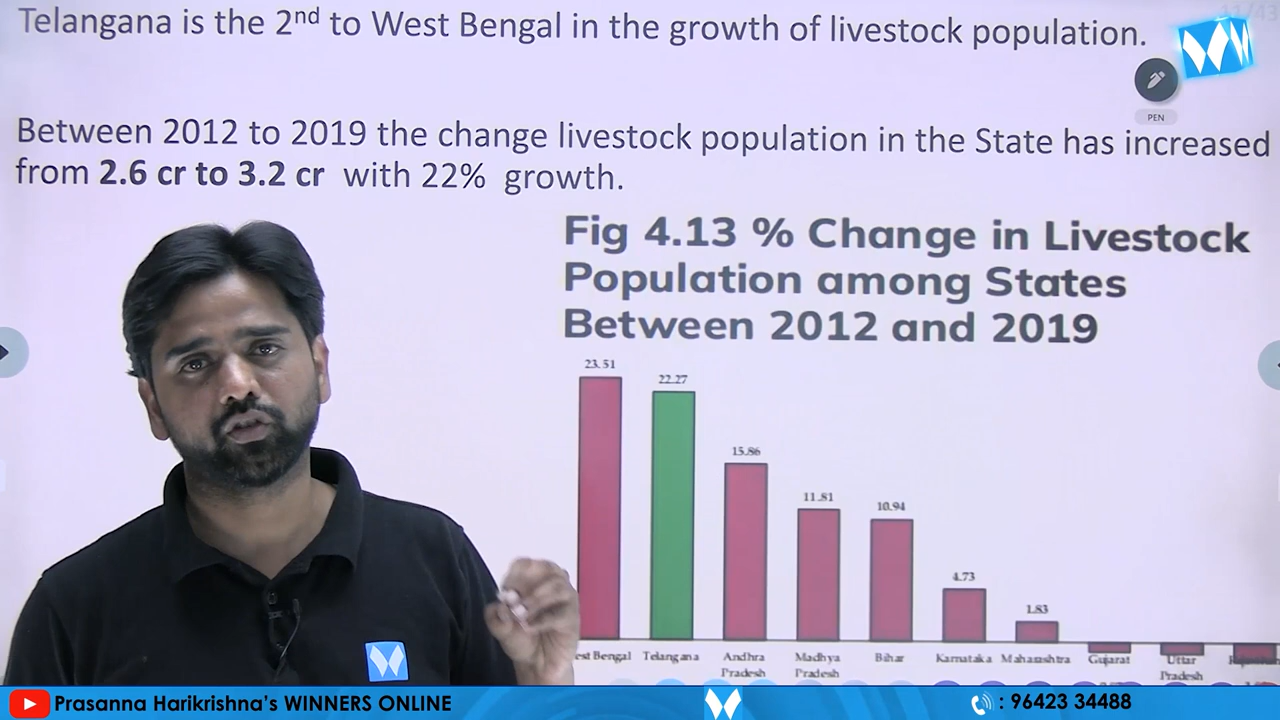 Telangana is the 2nd to West Bengal in the growth of livestock population.
PEN
Between 2012 to 2019 the change livestock population in the State has increased
from 2.6 cr to 3.2 cr with 22% growth.
Fig 4.13 % Change in Livestock
Population among States
Between 2012 and 2019
23.51
22.27
15.86
11.81
10.94
4.73
1.83
est Bengal Telangana Andhra Pradesh Madhya Pradesh Bihar Karnataka Maharashtra Gujarat Uttar Pradesh
Prasanna Harikrishna's WINNERS ONLINE
: 96423 34488